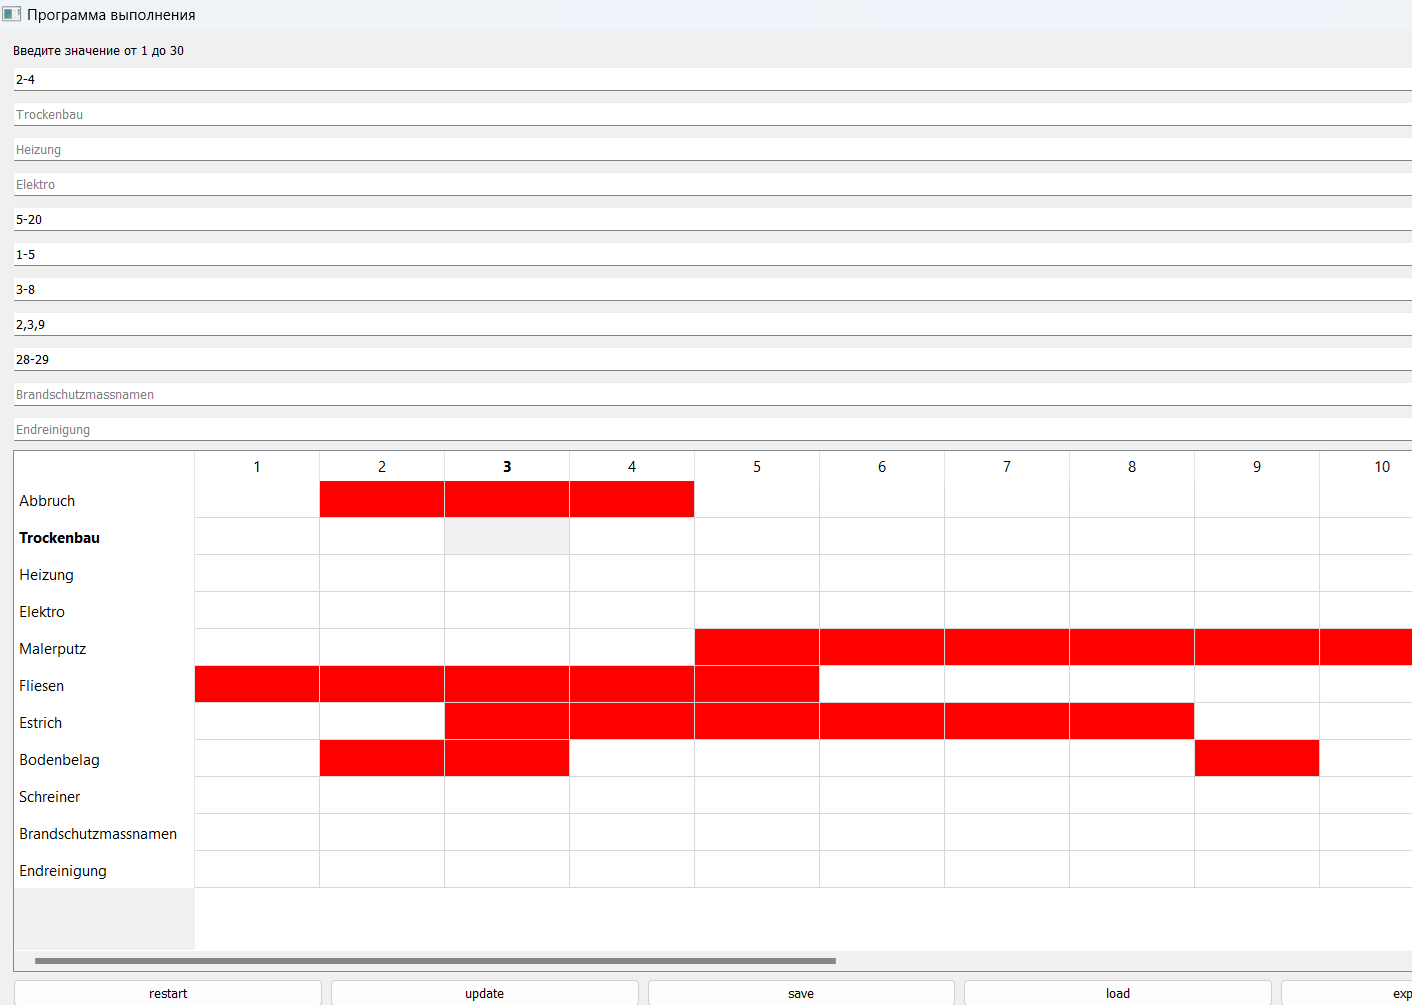 Программа выполнения
Введите значение от 1 до 30
2-4
Trockenbau
Heizung
Elektro
5-20
1-5
3-8
2,3,9
28-29
Brandschutzmassnamen
Endreinigung
1 2 3 4 5 6 7 8 9 10
Abbruch
Trockenbau
Heizung
Elektro
Malerputz
Fliesen
Estrich
Bodenbelag
Schreiner
Brandschutzmassnamen
Endreinigung
restart update save load exp